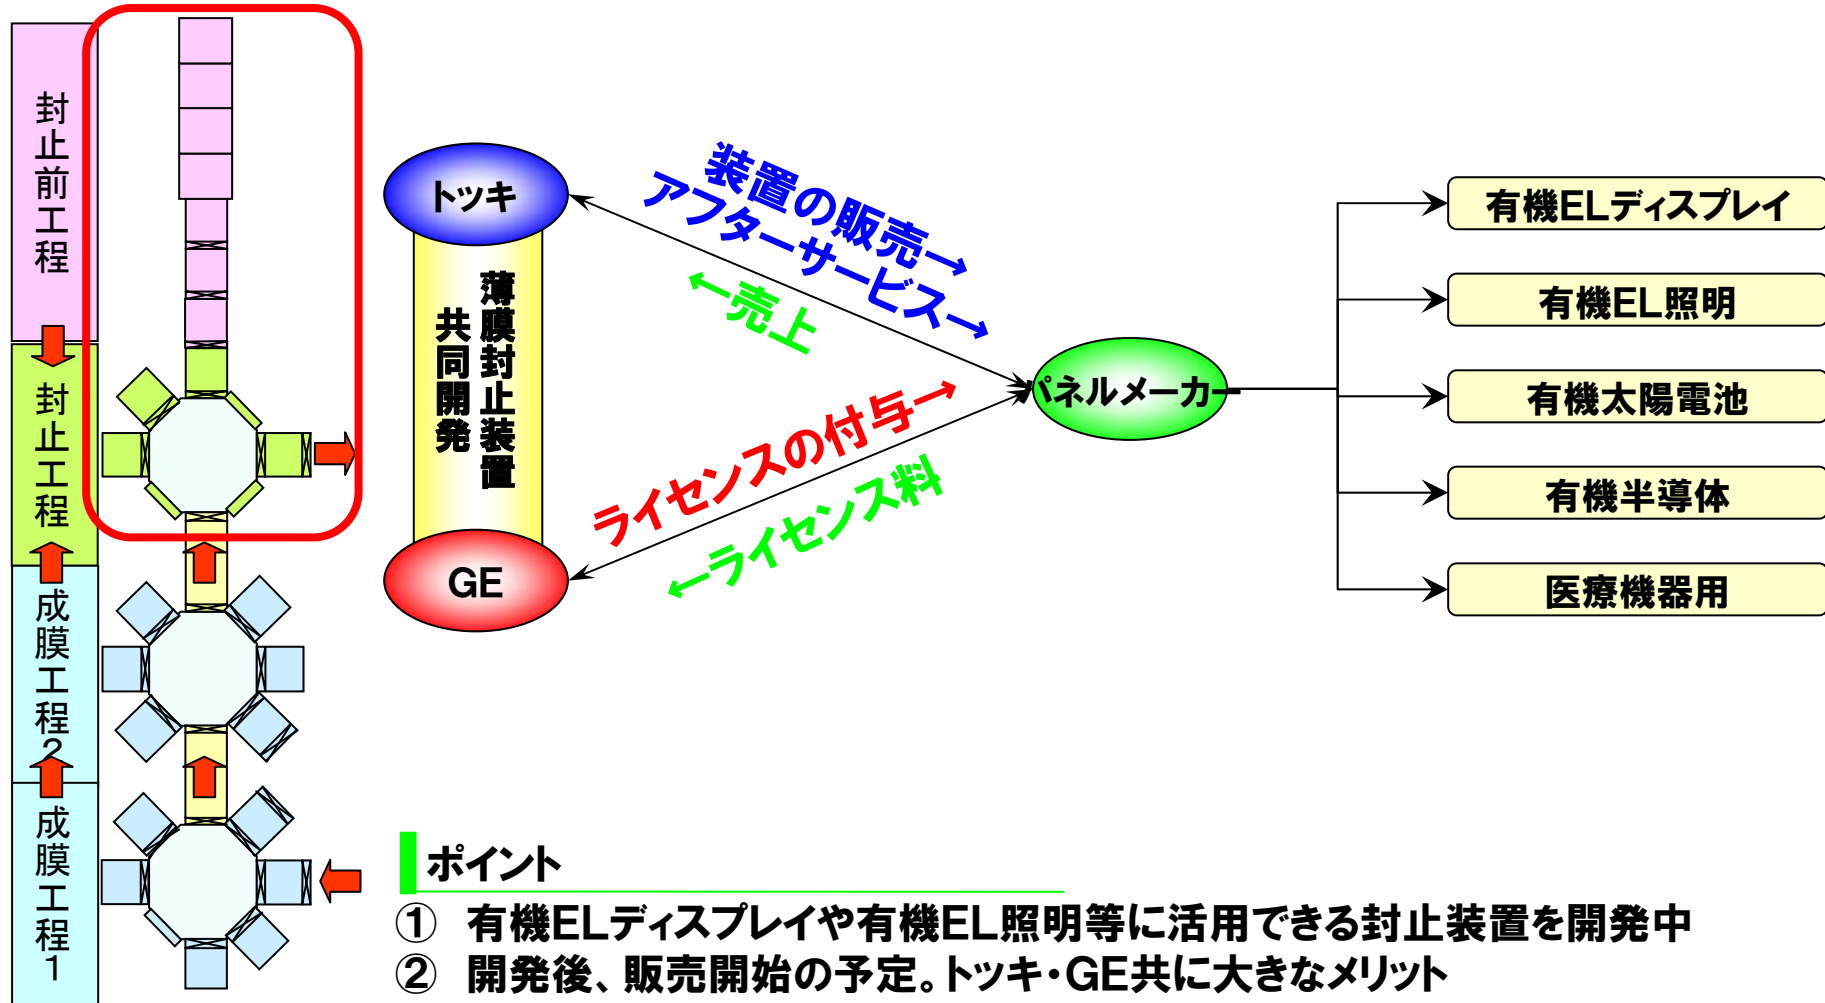 封止前工程
封止工程
成膜工程2
成膜工程1
トッキ
薄膜封止装置
共同開発
GE
装置の販売→
アフターサービス→
←売上
ライセンスの付与→
←ライセンス料
パネルメーカー
有機ELディスプレイ
有機EL照明
有機太陽電池
有機半導体
医療機器用
ポイント
① 有機ELディスプレイや有機EL照明等に活用できる封止装置を開発中
② 開発後、販売開始の予定。トッキ・GE共に大きなメリット